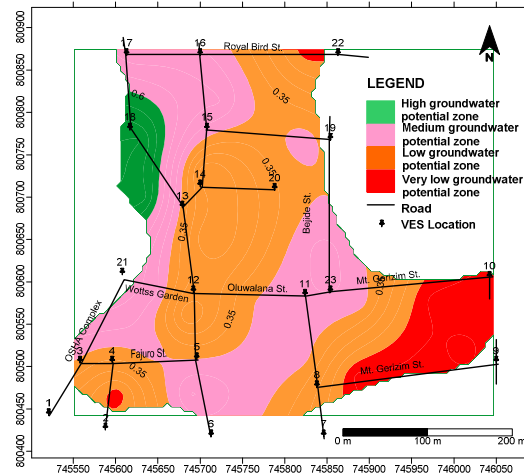 800900
800850
800800
800750
800700
800650
800600
800550
800500
800450
800400
17
16
22
Royal Bird St.
N
0.6
0.35
18
15
19
LEGEND
High groundwater
potential zone
Medium groundwater
potential zone
Low groundwater
potential zone
Very low groundwater
potential zone
Road
VES Location
0.35
14
20
13
0.35
Bejide St.
21
12
11
23
10
Wottss Garden
Oluwalana St.
Mt. Gerizim St.
0.35
0.35
OSHA Complex
3
4
5
Fajuro St.
0.35
8
9
Mt. Gerizim St.
1
2
6
7
0 m
100 m
200 m
745550
745600
745650
745700
745750
745800
745850
745900
745950
746000
746050